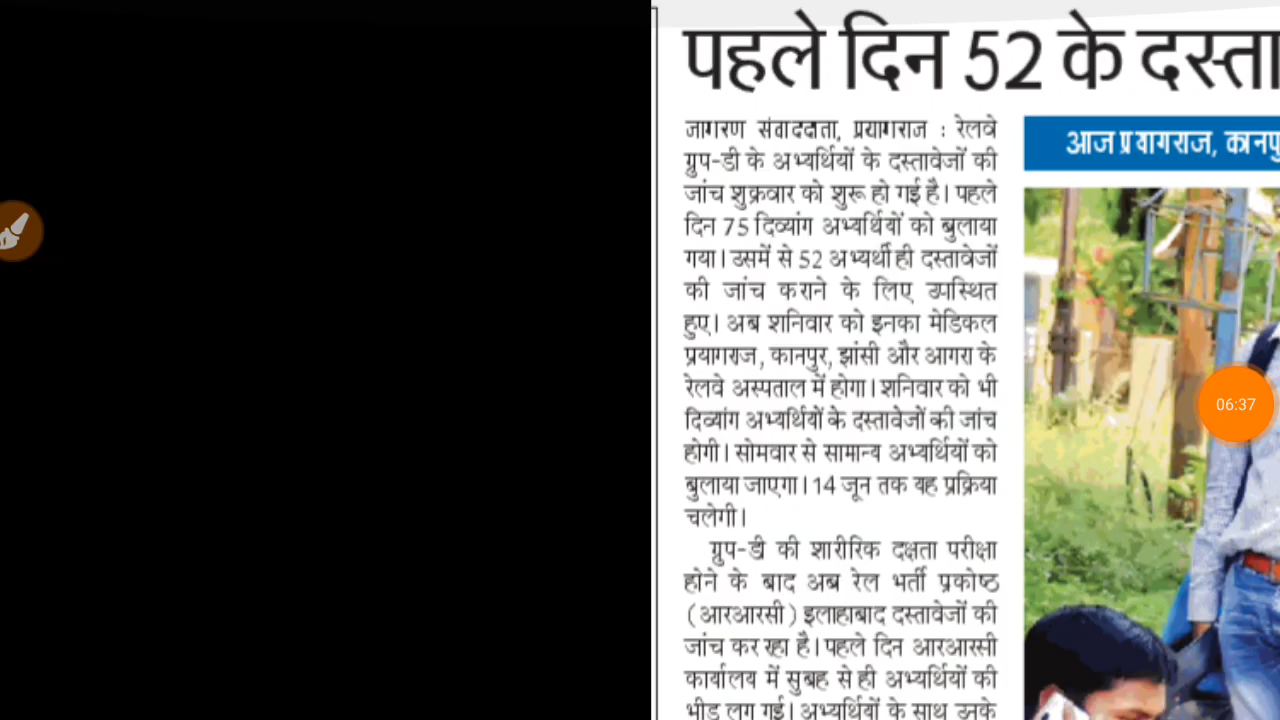 पहले दिन 52 के दस्ता
जागरण संवाददाता, प्रयागराज : रेलवे
ग्रुप-डी के अभ्यर्थियों के दस्तावेजों की
जांच शुक्रवार को शुरू हो गई है। पहले
दिन 75 दिव्यांग अभ्यर्थियों को बुलाया
गया। उसमें से 52 अभ्यर्थी ही दस्तावेजों
की जांच कराने के लिए उपस्थित
हुए। अब शनिवार को इनका मेडिकल
प्रयागराज, कानपुर, झांसी और आगरा के
रेलवे अस्पताल में होगा। शनिवार को भी
दिव्यांग अभ्यर्थियों के दस्तावेजों की जांच
होगी। सोमवार से सामान्य अभ्यर्थियों को
बुलाया जाएगा। 14 जून तक यह प्रक्रिया
चलेगी।
ग्रुप-डी की शारीरिक दक्षता परीक्षा
होने के बाद अब रेल भर्ती प्रकोष्ठ
(आरआरसी) इलाहाबाद दस्तावेजों की
जांच कर रहा है। पहले दिन आरआरसी
कार्यालय में सुबह से ही अभ्यर्थियों की
भीड़ लग गई। अभ्यर्थियों के साथ उनके
आज प्रयागराज, कानपु
06:37